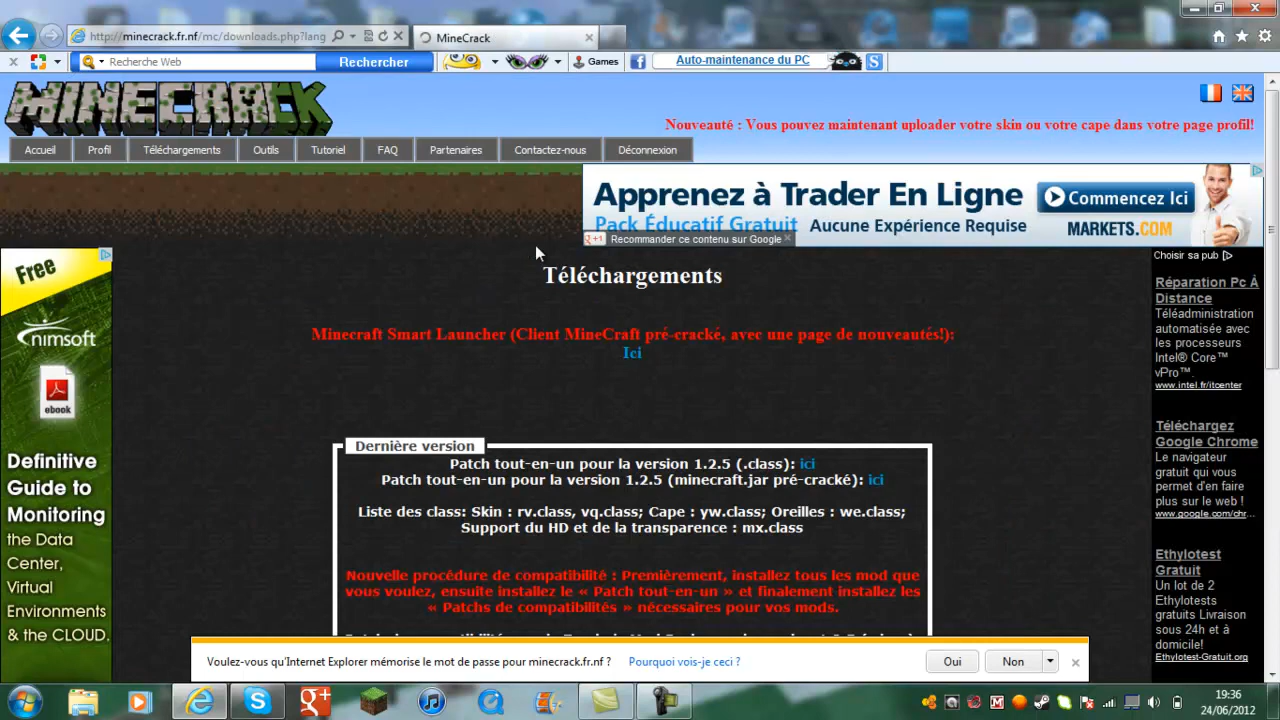 http://minecrack.fr.nf/mc/downloads.php?lang
MineCrack
Recherche Web
Rechercher
Games
Auto-maintenance du PC
MINECRACK
Nouveauté : Vous pouvez maintenant uploader votre skin ou votre cape dans votre page profil!
Accueil
Profil
Téléchargements
Outils
Tutoriel
FAQ
Partenaires
Contactez-nous
Déconnexion
Apprenez à Trader En Ligne
Pack Éducatif Gratuit
Aucune Expérience Requise
Commencez Ici
MARKETS.COM
+1
Recommander ce contenu sur Google
Free
nimsoft
ebook
Definitive
Guide to
Monitoring
the Data
Center,
Virtual
Environments
& the CLOUD.
Téléchargements
Minecraft Smart Launcher (Client MineCraft pré-cracké, avec une page de nouveautés!):
Ici
Dernière version
Patch tout-en-un pour la version 1.2.5 (.class): ici
Patch tout-en-un pour la version 1.2.5 (minecraft.jar pré-cracké): ici
Liste des class: Skin : rv.class, vq.class; Cape : yw.class; Oreilles : we.class;
Support du HD et de la transparence : mx.class
Nouvelle procédure de compatibilité : Premièrement, installez tous les mod que
vous voulez, ensuite installez le « Patch tout-en-un » et finalement installez les
« Patchs de compatibilités » nécessaires pour vos mods.
Choisir sa pub
Réparation Pc À
Distance
Téléadministration
automatisée avec
les processeurs
Intel® Core™
vPro™.
www.intel.fr/itcenter
Téléchargez
Google Chrome
Le navigateur
gratuit qui vous
permet d'en faire
plus sur le web !
www.google.com/chr...
Ethylotest
Gratuit
Un lot de 2
Ethylotests
gratuits Livraison
sous 24h et à
domicile!
Ethylotest-Gratuit.org
Voulez-vous qu'Internet Explorer mémorise le mot de passe pour minecrack.fr.nf ?
Pourquoi vois-je ceci ?
Oui
Non
19:36
24/06/2012